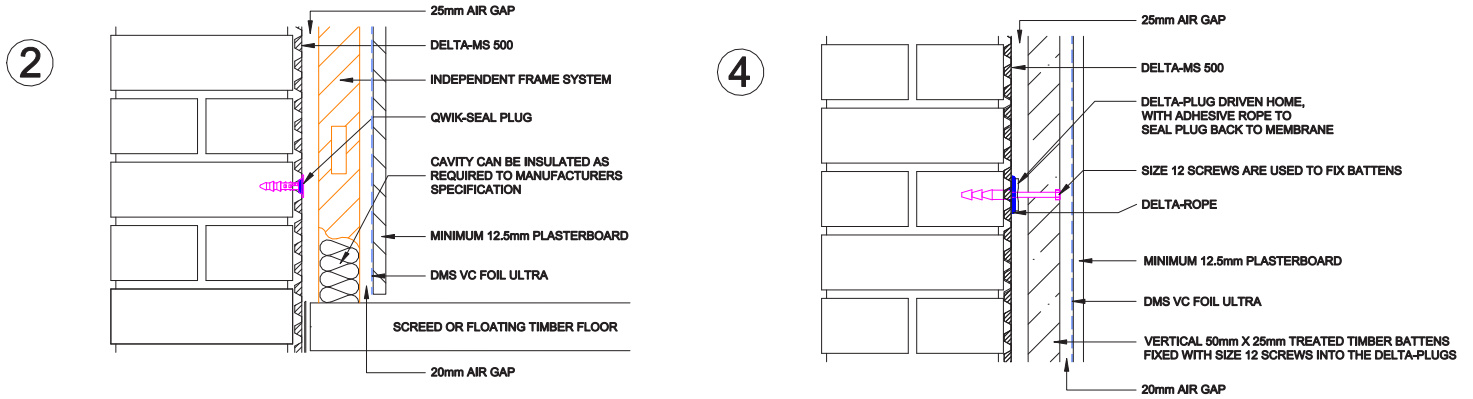 2
25mm AIR GAP
DELTA-MS 500
INDEPENDENT FRAME SYSTEM
QWIK-SEAL PLUG
CAVITY CAN BE INSULATED AS
REQUIRED TO MANUFACTURERS
SPECIFICATION
MINIMUM 12.5mm PLASTERBOARD
DMS VC FOIL ULTRA
SCREED OR FLOATING TIMBER FLOOR
20mm AIR GAP
4
25mm AIR GAP
DELTA-MS 500
DELTA-PLUG DRIVEN HOME,
WITH ADHESIVE ROPE TO
SEAL PLUG BACK TO MEMBRANE
SIZE 12 SCREWS ARE USED TO FIX BATTENS
DELTA-ROPE
MINIMUM 12.5mm PLASTERBOARD
DMS VC FOIL ULTRA
VERTICAL 50mm X 25mm TREATED TIMBER BATTENS
FIXED WITH SIZE 12 SCREWS INTO THE DELTA-PLUGS
20mm AIR GAP